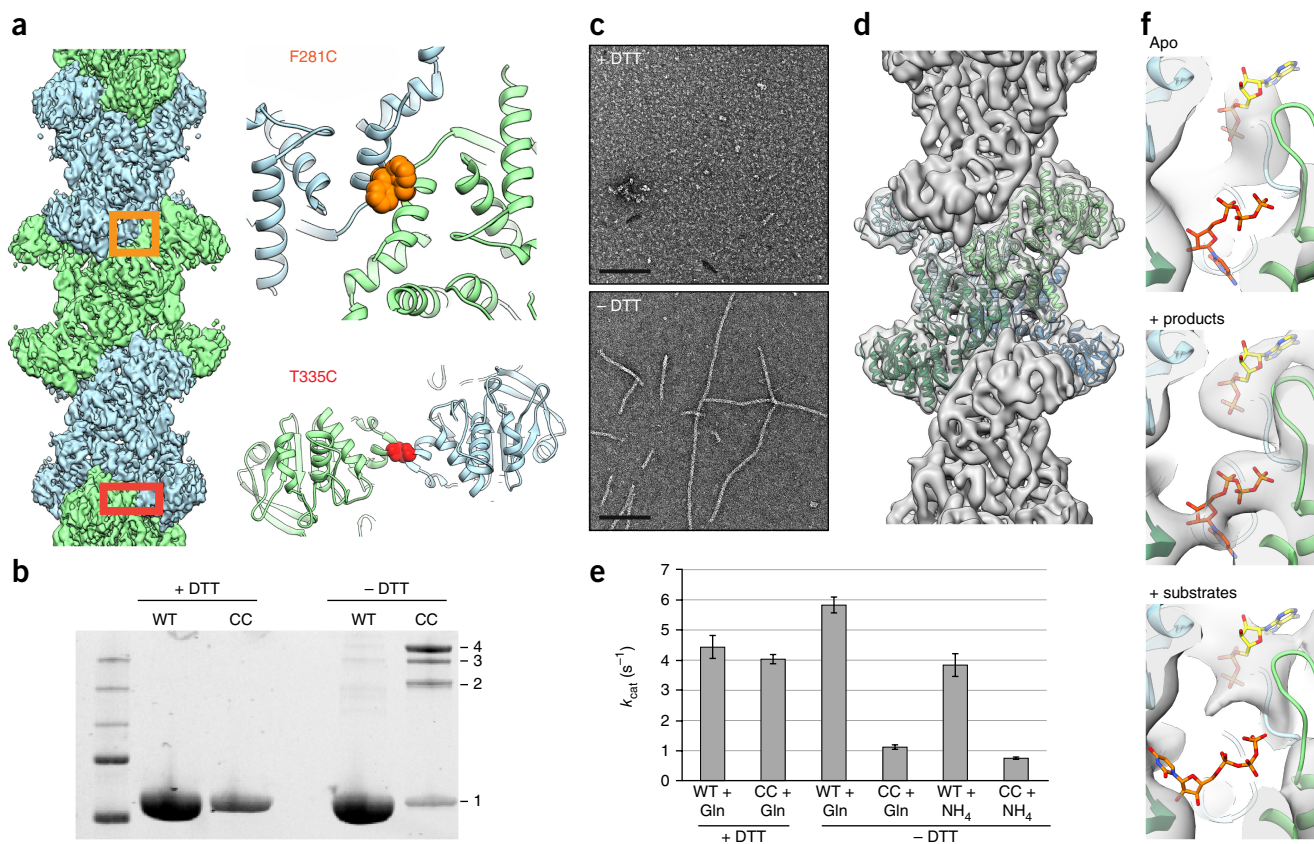 a
F281C
T335C
b
+ DTT
– DTT
WT
CC
WT
CC
4
3
2
1
c
+ DTT
– DTT
d
e
k_cat (s⁻¹)
7
6
5
4
3
2
1
0
WT + Gln
CC + Gln
WT + Gln
CC + Gln
WT + NH₄
CC + NH₄
+ DTT
– DTT
f
Apo
+ products
+ substrates